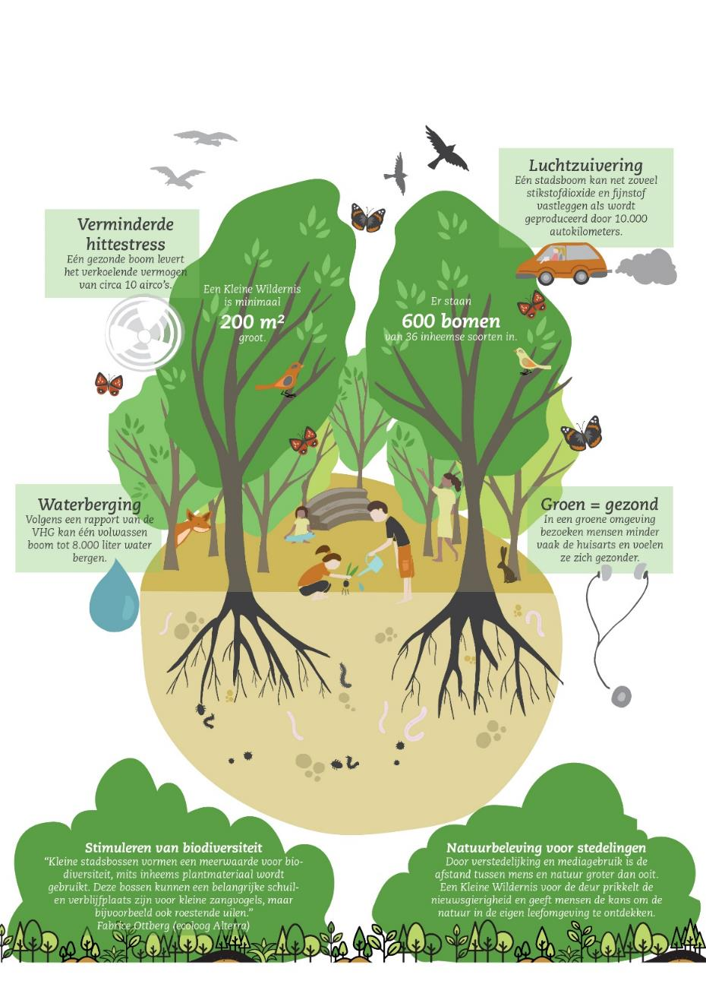 Luchtzuivering
Eén stadsboom kan net zoveel
stikstofdioxide en fijnstof
vastleggen als wordt
geproduceerd door 10.000
autokilometers.
Verminderde
hittestress
Eén gezonde boom levert
het verkoelende vermogen
van circa 10 airco’s.
Een Kleine Wildernis
is minimaal
200 m²
groot.
Er staan
600 bomen
van 36 inheemse soorten in.
Waterberging
Volgens een rapport van de
VHG kan één volwassen
boom tot 8.000 liter water
bergen.
Groen = gezond
In een groene omgeving
bezoeken mensen minder
vaak de huisarts en voelen
ze zich gezonder.
Stimuleren van biodiversiteit
“Kleine stadsbossen vormen een meerwaarde voor bio-
diversiteit, mits inheems plantmateriaal wordt
gebruikt. Deze bossen kunnen een belangrijke schuil-
en verblijfplaats zijn voor kleine zangvogels, maar
bijvoorbeeld ook roestende uilen.”
Fabrice Ottberg (ecoloog Alterra)
Natuurbeleving voor stedelingen
Door verstedelijking en mediagebruik is de
afstand tussen mens en natuur groter dan ooit.
Een Kleine Wildernis voor de deur prikkelt de
nieuwsgierigheid en geeft mensen de kans om de
natuur in de eigen leefomgeving te ontdekken.